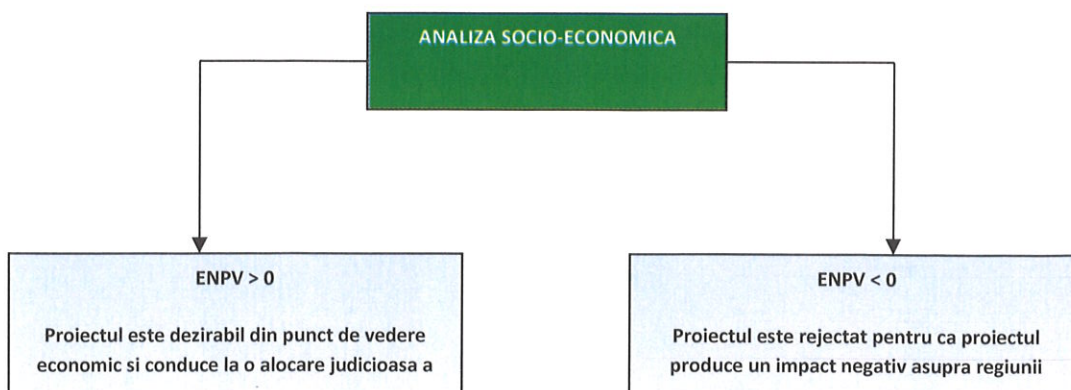 ANALIZA SOCIO-ECONOMICA
ENPV > 0
Proiectul este dezirabil din punct de vedere
economic si conduce la o alocare judicioasa a
ENPV < 0
Proiectul este rejectat pentru ca proiectul
produce un impact negativ asupra regiunii